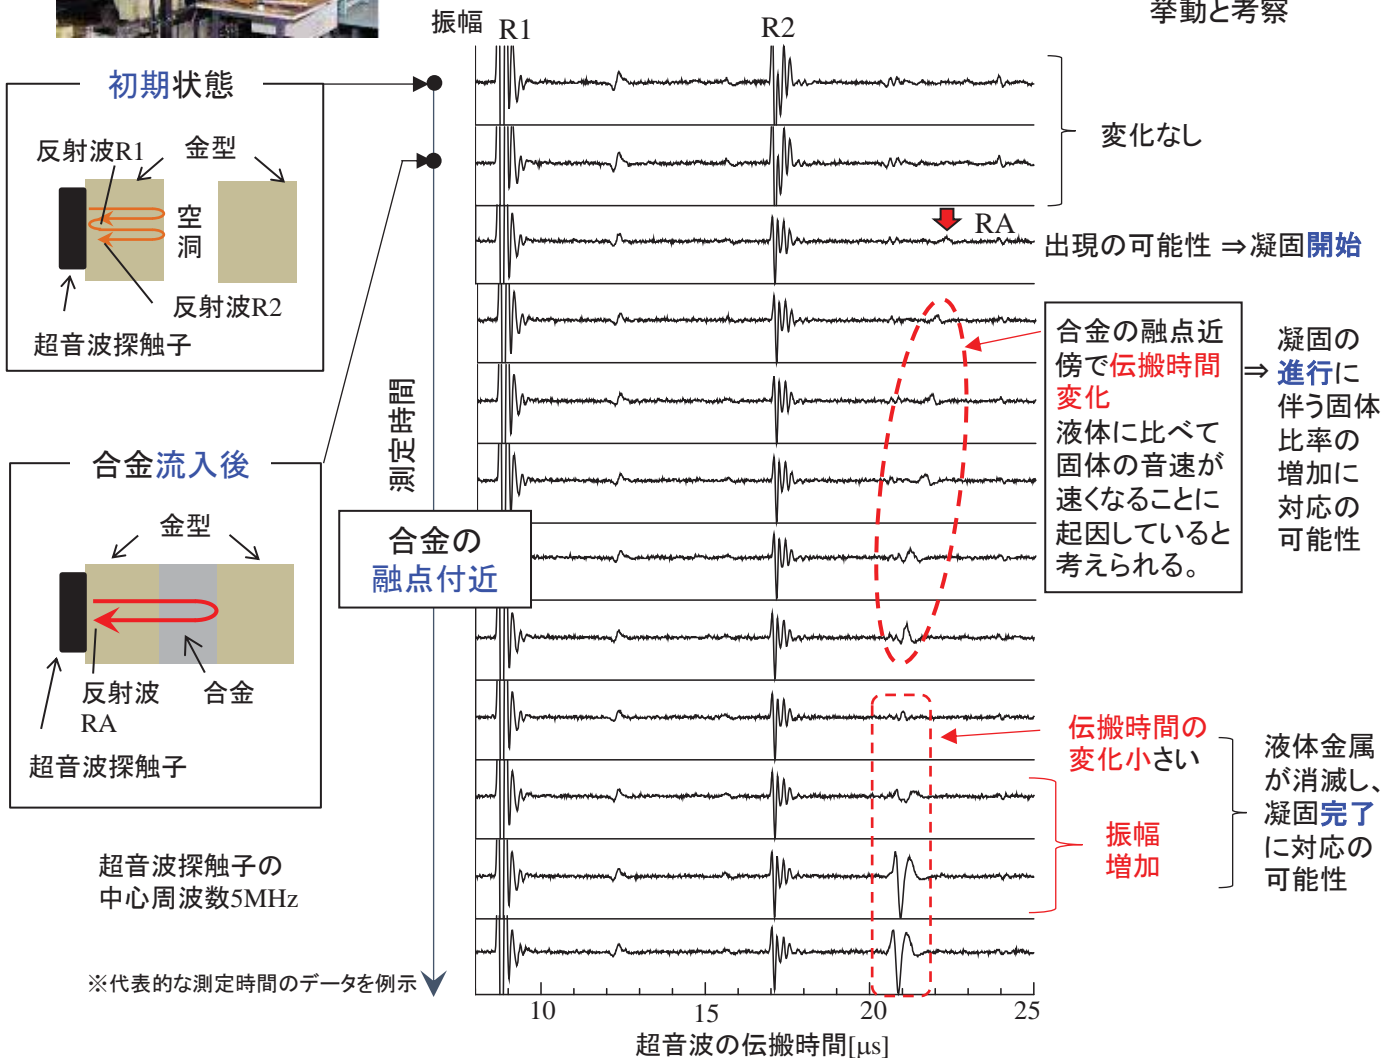 挙動と考察
振幅
R1
R2
初期状態
反射波R1
金型
空
洞
反射波R2
超音波探触子
変化なし
RA
出現の可能性 ⇒凝固開始
測定時間
合金の融点近
傍で伝搬時間
変化
液体に比べて
固体の音速が
速くなることに
起因していると
考えられる。
⇒
凝固の
進行に
伴う固体
比率の
増加に
対応の
可能性
合金流入後
金型
反射波
RA
合金
超音波探触子
合金の
融点付近
伝搬時間の
変化小さい
振幅
増加
液体金属
が消滅し、
凝固完了
に対応の
可能性
超音波探触子の
中心周波数5MHz
※代表的な測定時間のデータを例示
10
15
20
25
超音波の伝搬時間[μs]